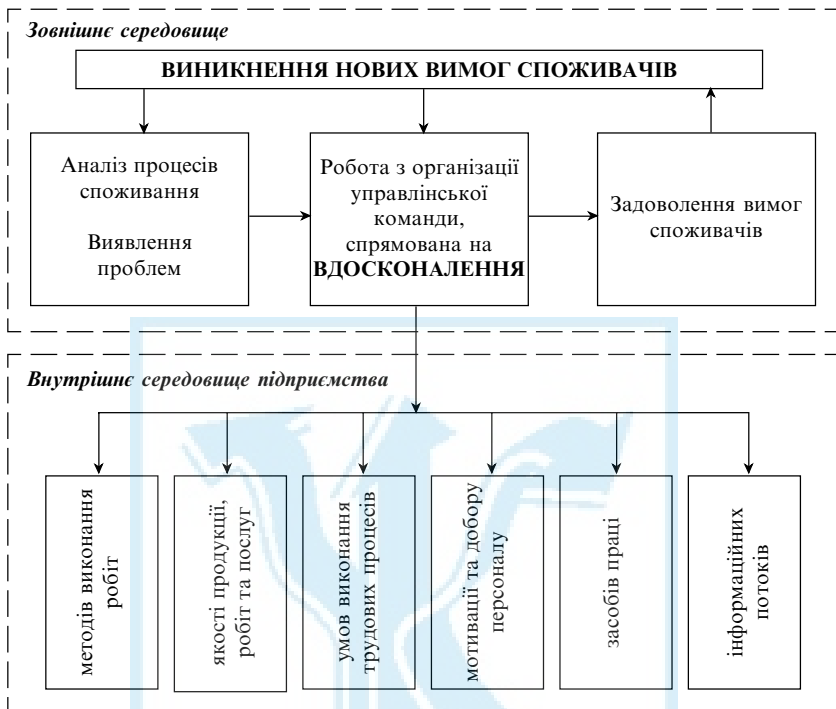 Зовнішнє середовище
ВИНИКНЕННЯ НОВИХ ВИМОГ СПОЖИВАЧІВ
Аналіз процесів
споживання
Виявлення
проблем
Робота з організації
управлінської
команди,
спрямована на
ВДОСКОНАЛЕННЯ
Задоволення вимог
споживачів
Внутрішнє середовище підприємства
методів виконання
робіт
якості продукції,
робіт та послуг
умов виконання
трудових процесів
мотивації та добору
персоналу
засобів праці
інформаційних
потоків